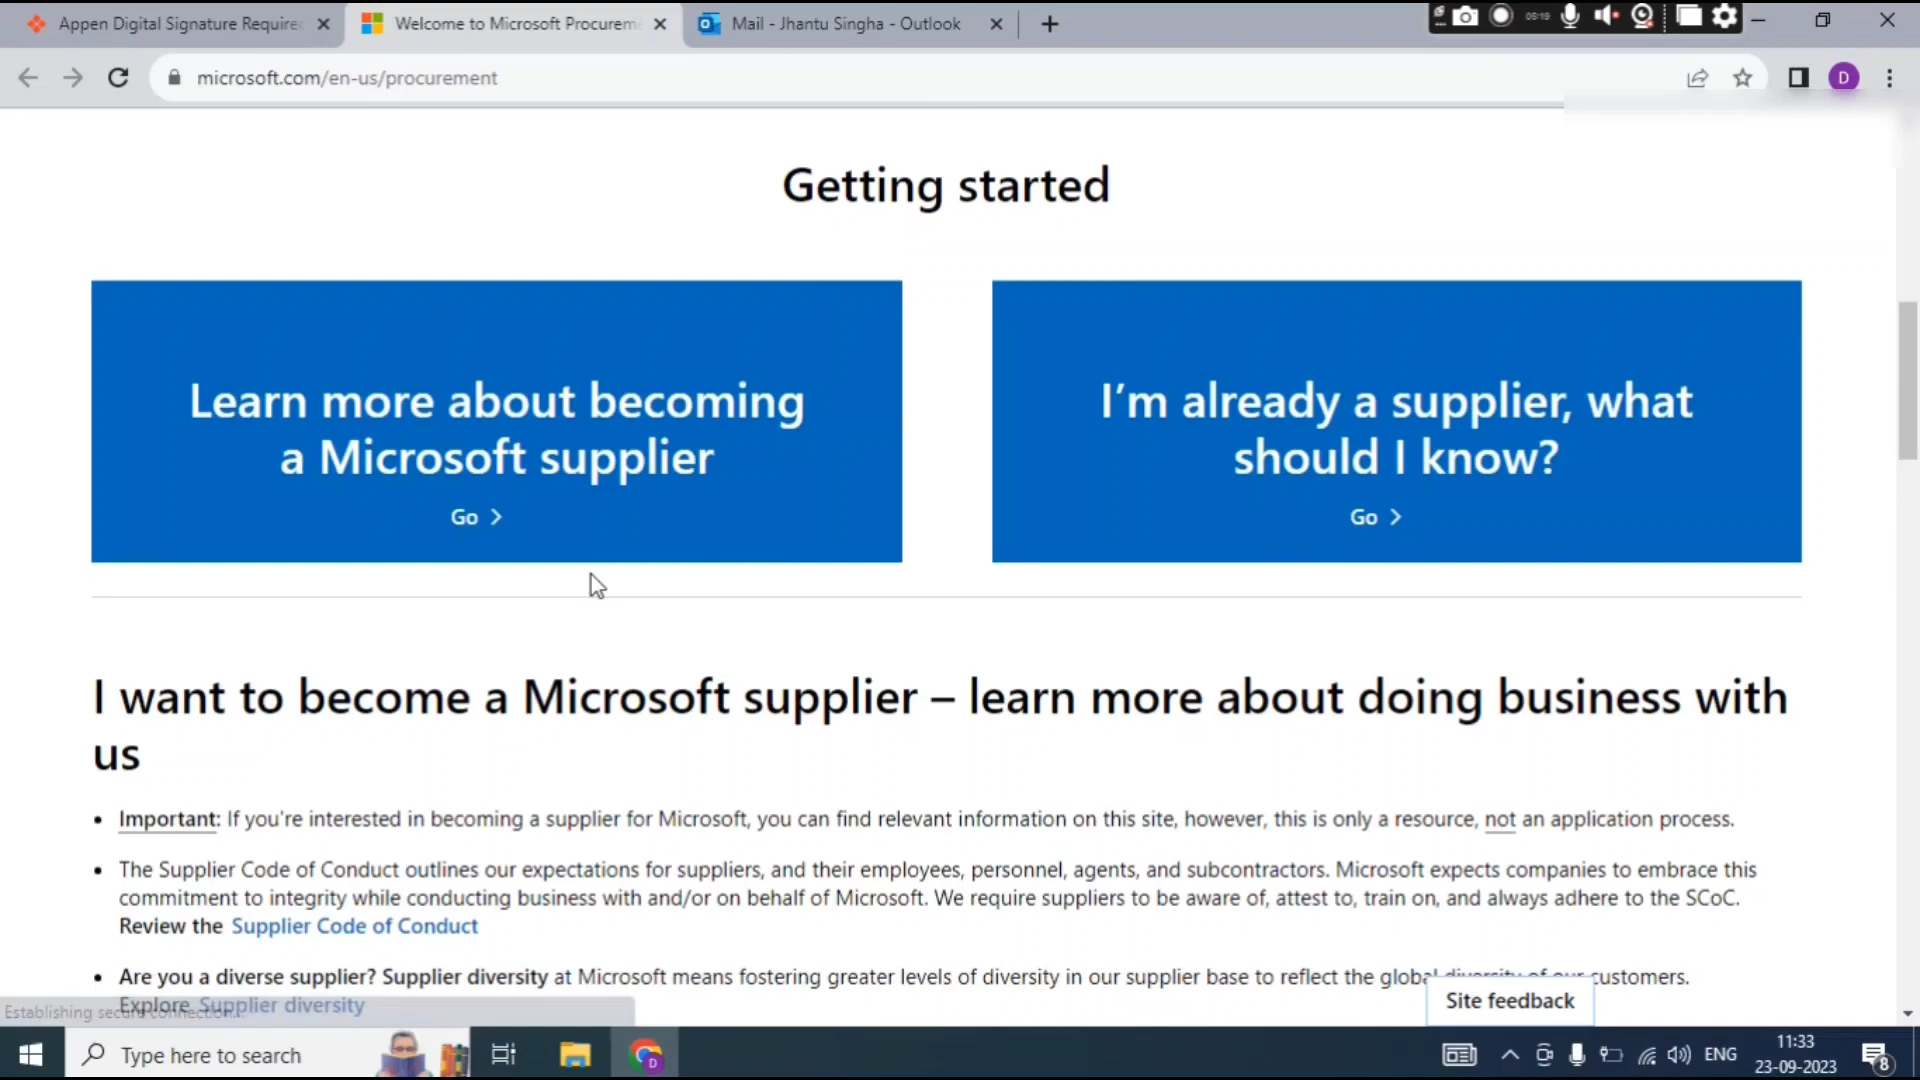 Appen Digital Signature Require
Welcome to Microsoft Procurem
Mail - Jhantu Singha - Outlook
05:19
microsoft.com/en-us/procurement
D
Getting started
Learn more about becoming
a Microsoft supplier
Go
I'm already a supplier, what
should I know?
Go
I want to become a Microsoft supplier – learn more about doing business with
us
• Important: If you're interested in becoming a supplier for Microsoft, you can find relevant information on this site, however, this is only a resource, not an application process.
• The Supplier Code of Conduct outlines our expectations for suppliers, and their employees, personnel, agents, and subcontractors. Microsoft expects companies to embrace this
commitment to integrity while conducting business with and/or on behalf of Microsoft. We require suppliers to be aware of, attest to, train on, and always adhere to the SCoC.
Review the Supplier Code of Conduct
• Are you a diverse supplier? Supplier diversity at Microsoft means fostering greater levels of diversity in our supplier base to reflect the global diversity of our customers.
Explore Supplier diversity
Establishing secure connection...
Site feedback
Type here to search
D
ENG
11:33
23-09-2023
8